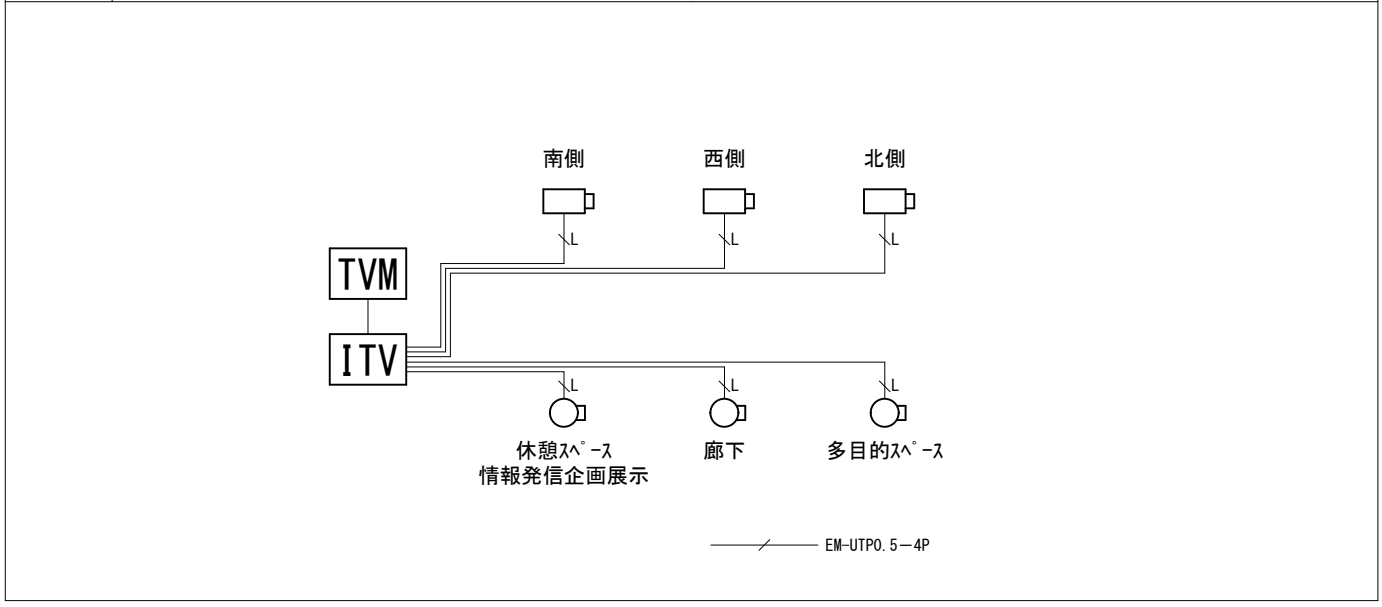 南側
西側
北側
L
L
L
TVM
ITV
L
L
L
休憩ｽﾍﾟｰｽ
情報発信企画展示
廊下
多目的ｽﾍﾟｰｽ
EM-UTP0.5－4P